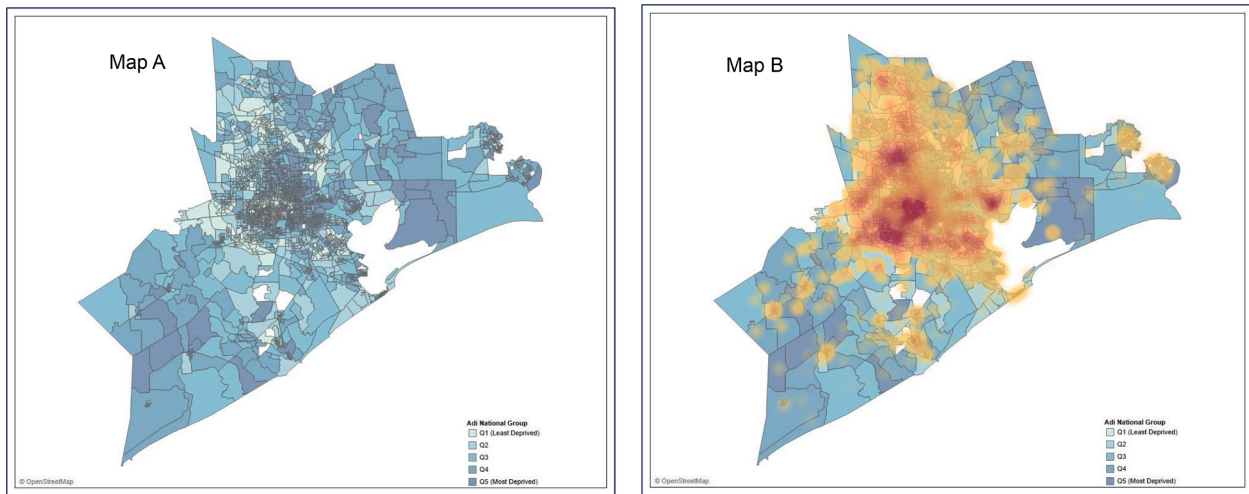 Map A
Adi National Group
Q1 (Least Deprived)
Q2
Q3
Q4
Q5 (Most Deprived)
© OpenStreetMap
Map B
Adi National Group
Q1 (Least Deprived)
Q2
Q3
Q4
Q5 (Most Deprived)
© OpenStreetMap